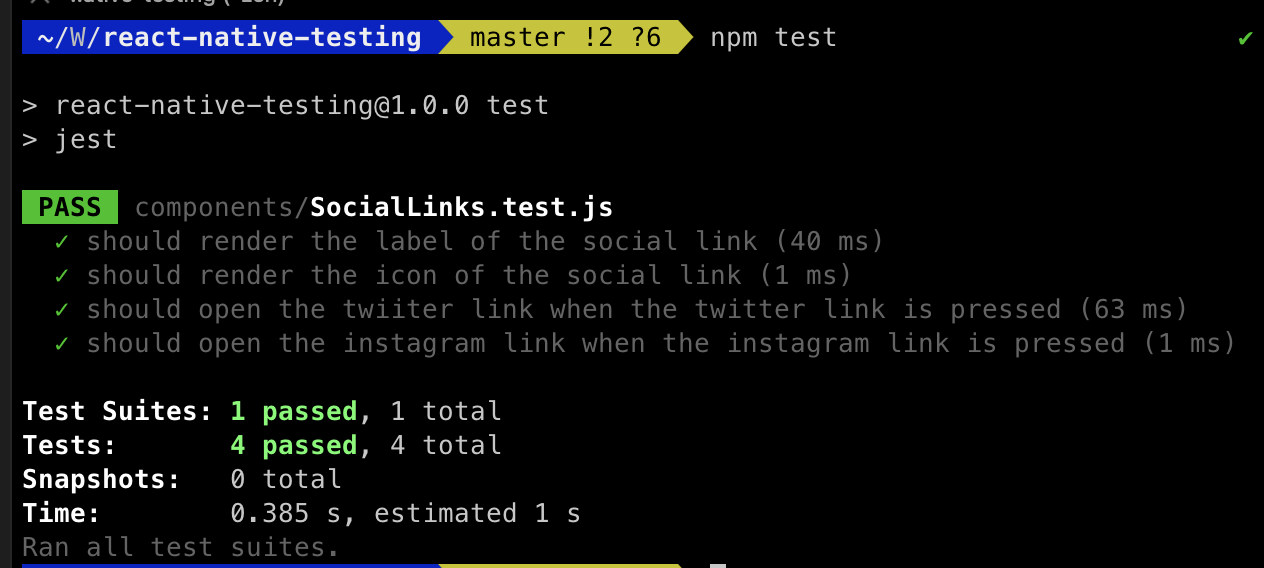 ~/W/react-native-testing master !2 ?6 npm test ✔
> react-native-testing@1.0.0 test
> jest
PASS components/SocialLinks.test.js
✓ should render the label of the social link (40 ms)
✓ should render the icon of the social link (1 ms)
✓ should open the twiiter link when the twitter link is pressed (63 ms)
✓ should open the instagram link when the instagram link is pressed (1 ms)
Test Suites: 1 passed, 1 total
Tests: 4 passed, 4 total
Snapshots: 0 total
Time: 0.385 s, estimated 1 s
Ran all test suites.